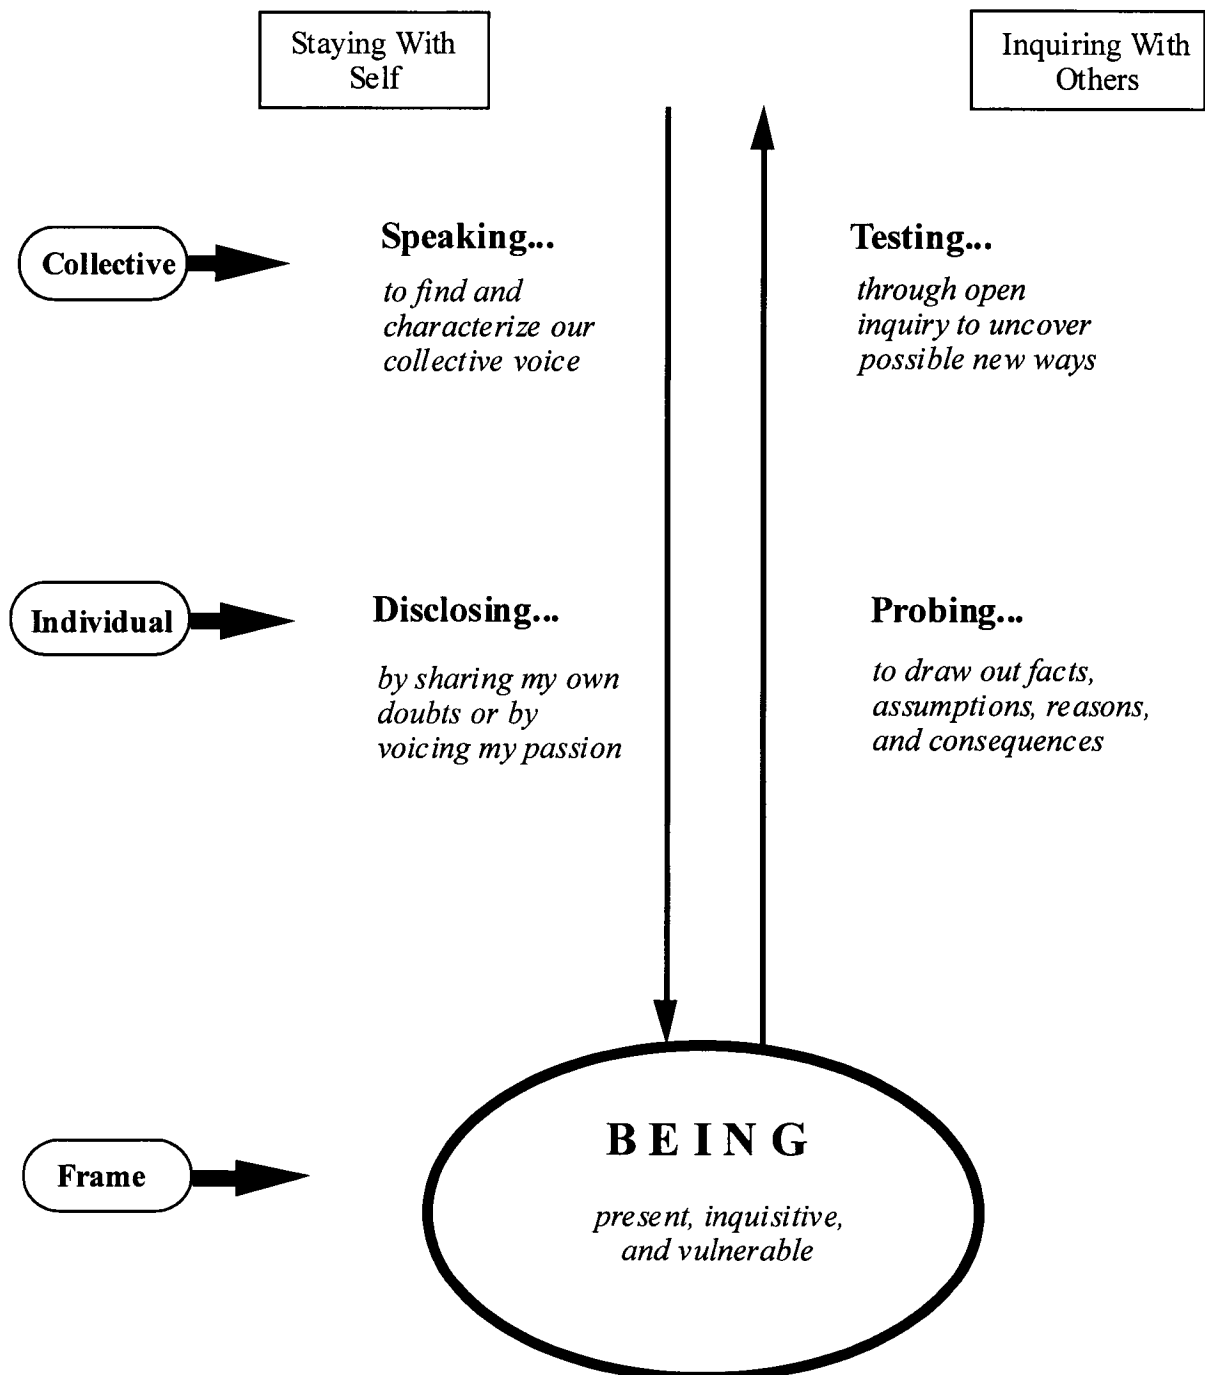 Staying With
Self
Inquiring With
Others
Collective
Speaking...
to find and
characterize our
collective voice
Testing...
through open
inquiry to uncover
possible new ways
Individual
Disclosing...
by sharing my own
doubts or by
voicing my passion
Probing...
to draw out facts,
assumptions, reasons,
and consequences
Frame
BEING
present, inquisitive,
and vulnerable